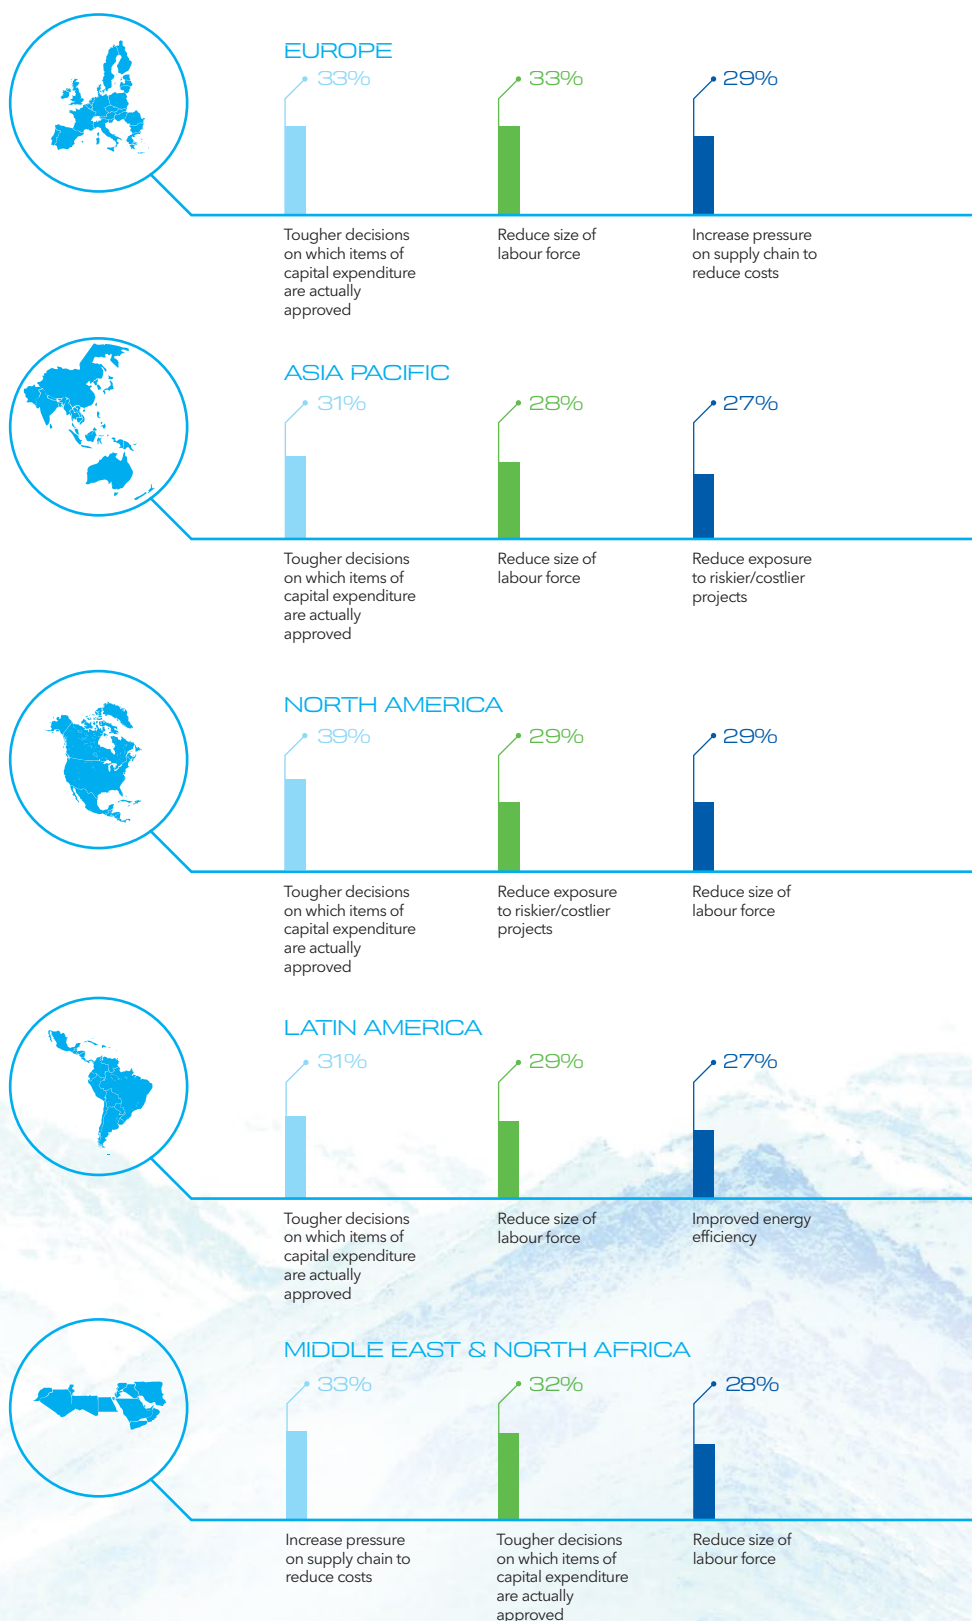 EUROPE
33%
33%
29%
Tougher decisions
on which items of
capital expenditure
are actually
approved
Reduce size of
labour force
Increase pressure
on supply chain to
reduce costs
ASIA PACIFIC
31%
28%
27%
Tougher decisions
on which items of
capital expenditure
are actually
approved
Reduce size of
labour force
Reduce exposure
to riskier/costlier
projects
NORTH AMERICA
39%
29%
29%
Tougher decisions
on which items of
capital expenditure
are actually
approved
Reduce exposure
to riskier/costlier
projects
Reduce size of
labour force
LATIN AMERICA
31%
29%
27%
Tougher decisions
on which items of
capital expenditure
are actually
approved
Reduce size of
labour force
Improved energy
efficiency
MIDDLE EAST & NORTH AFRICA
33%
32%
28%
Increase pressure
on supply chain to
reduce costs
Tougher decisions
on which items of
capital expenditure
are actually
approved
Reduce size of
labour force